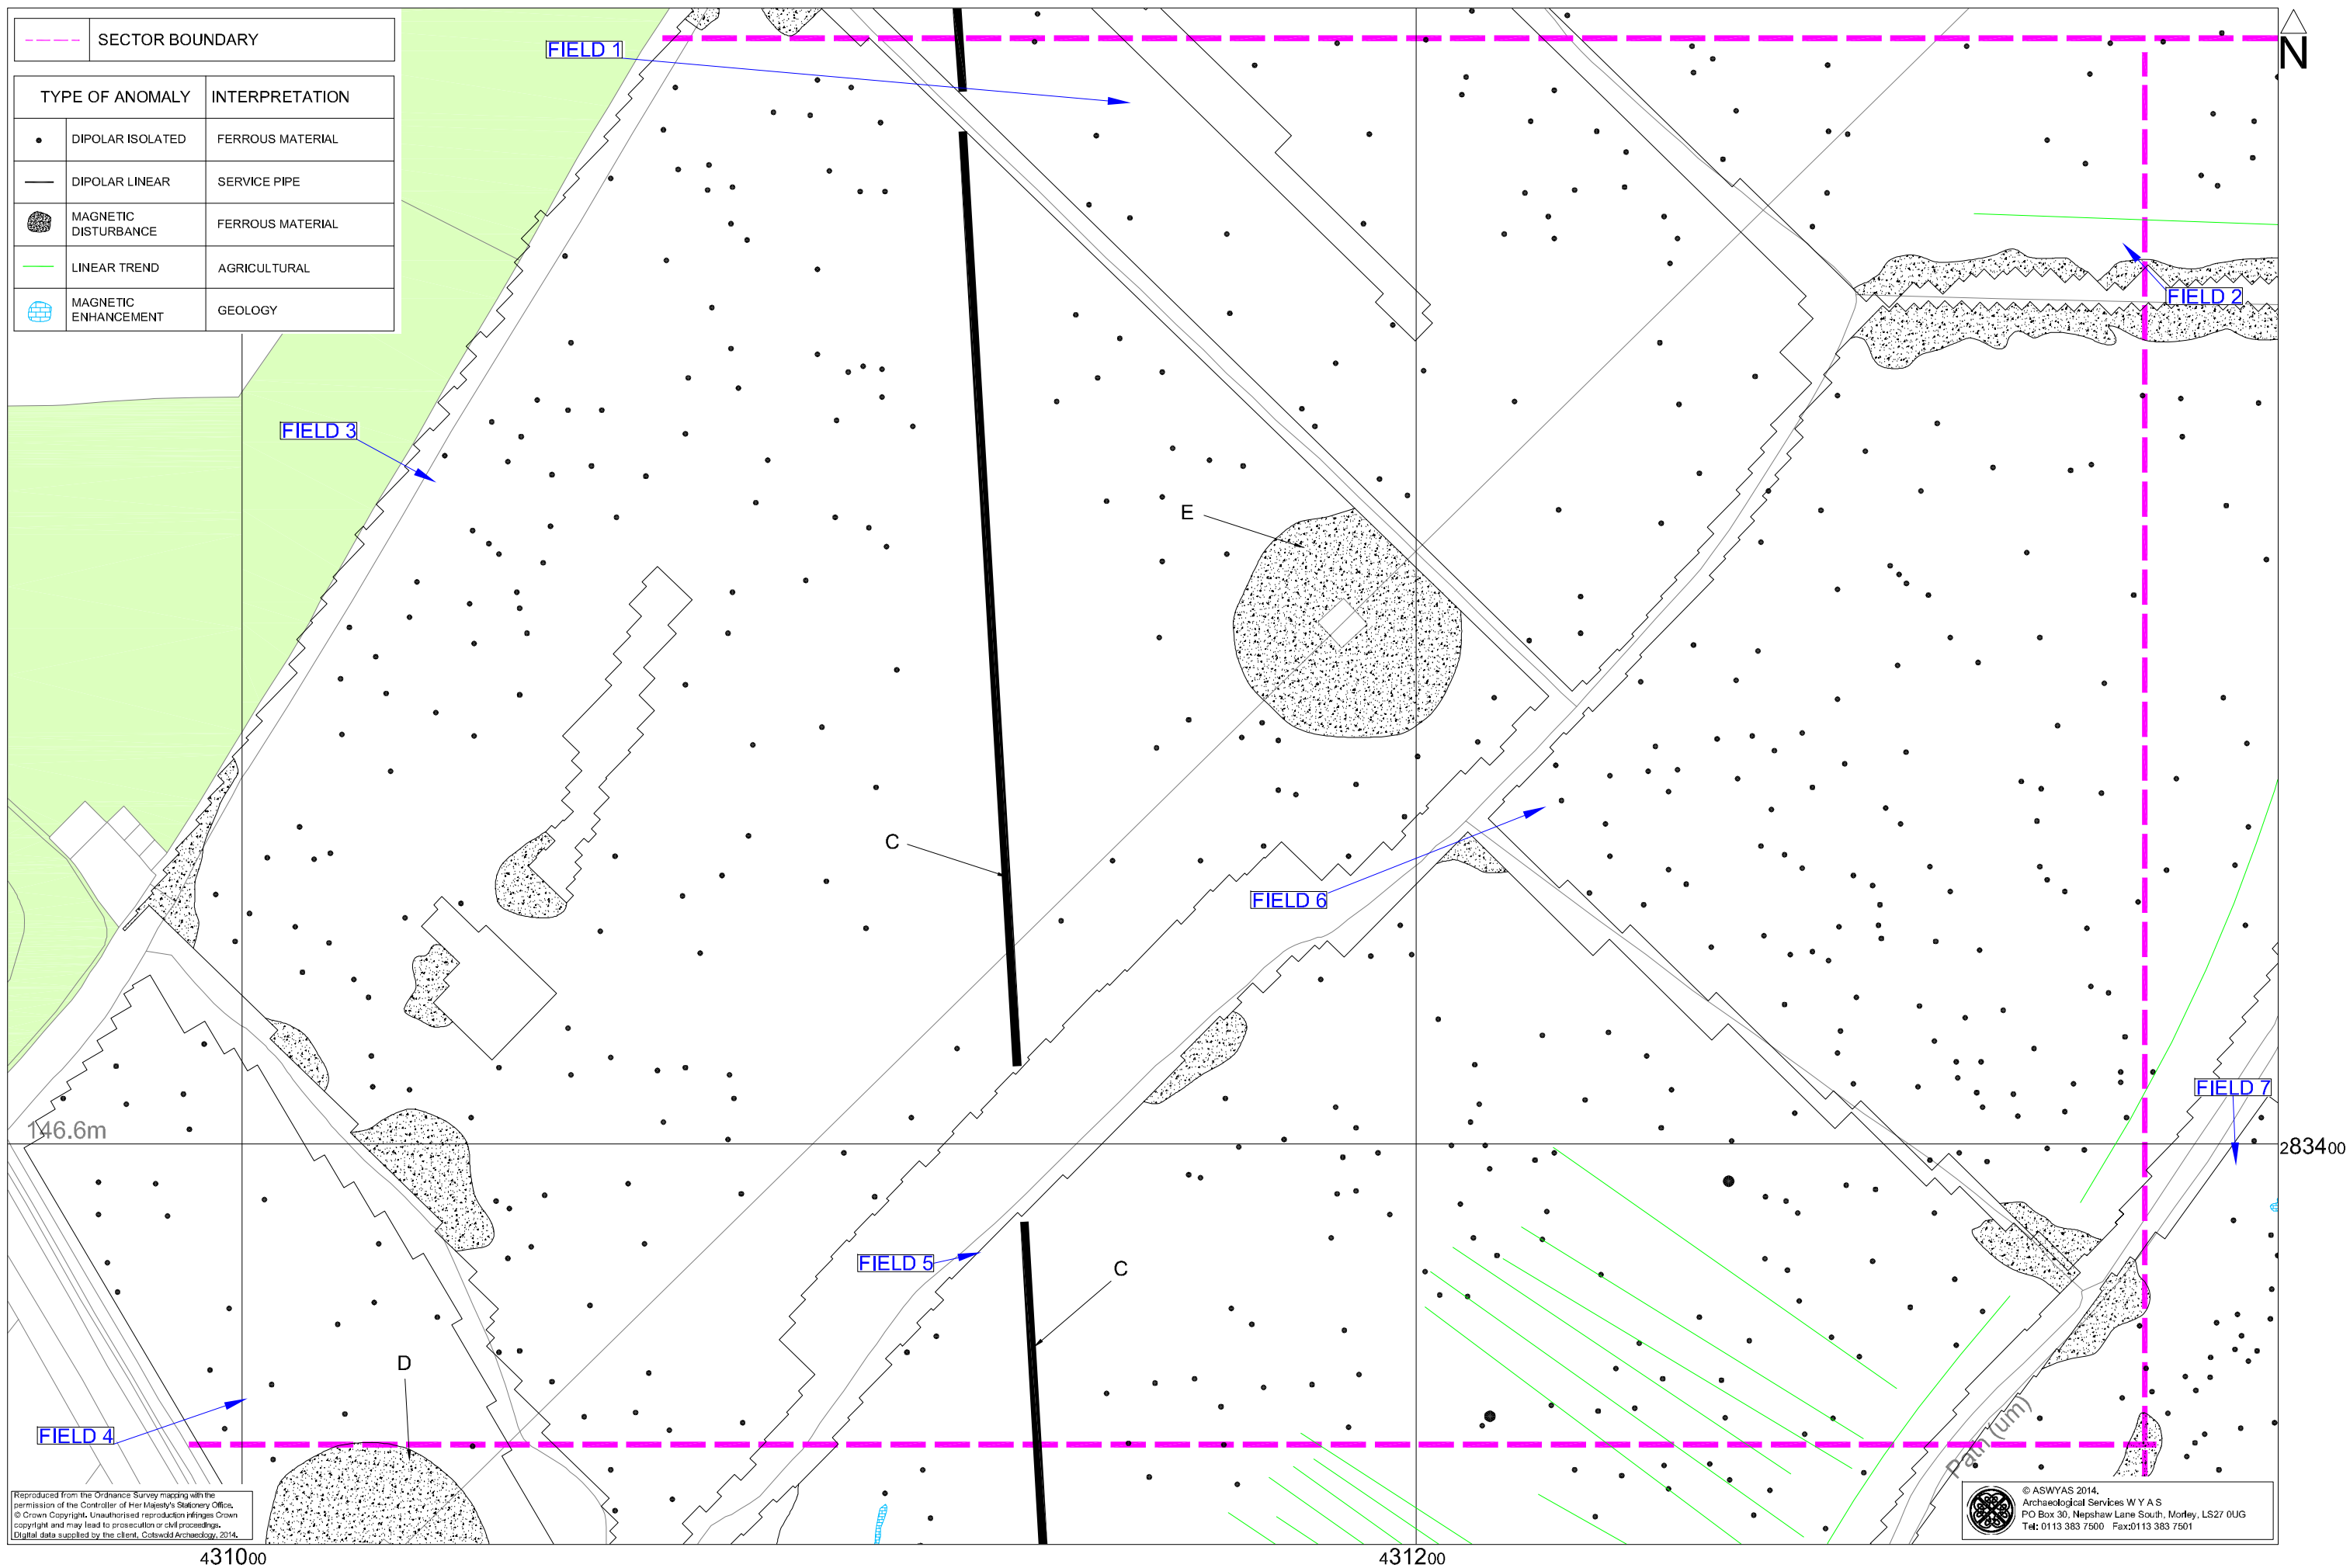 SECTOR BOUNDARY
TYPE OF ANOMALY INTERPRETATION
DIPOLAR ISOLATED FERROUS MATERIAL
DIPOLAR LINEAR SERVICE PIPE
MAGNETIC
DISTURBANCE
FERROUS MATERIAL
LINEAR TREND AGRICULTURAL
MAGNETIC
ENHANCEMENT
GEOLOGY
FIELD 1
N
FIELD 2
FIELD 3
E
C
FIELD 6
FIELD 7
146.6m
283400
FIELD 5
C
D
FIELD 4
Path (um)
Reproduced from the Ordnance Survey mapping with the
permission of the Controller of Her Majesty's Stationery Office.
© Crown Copyright. Unauthorised reproduction infringes Crown
copyright and may lead to prosecution or civil proceedings.
Digital data supplied by the client, Cotswold Archaeology, 2014.
© ASWYAS 2014.
Archaeological Services W Y A S
PO Box 30, Nepshaw Lane South, Morley, LS27 0UG
Tel: 0113 383 7500 Fax:0113 383 7501
431000
431200